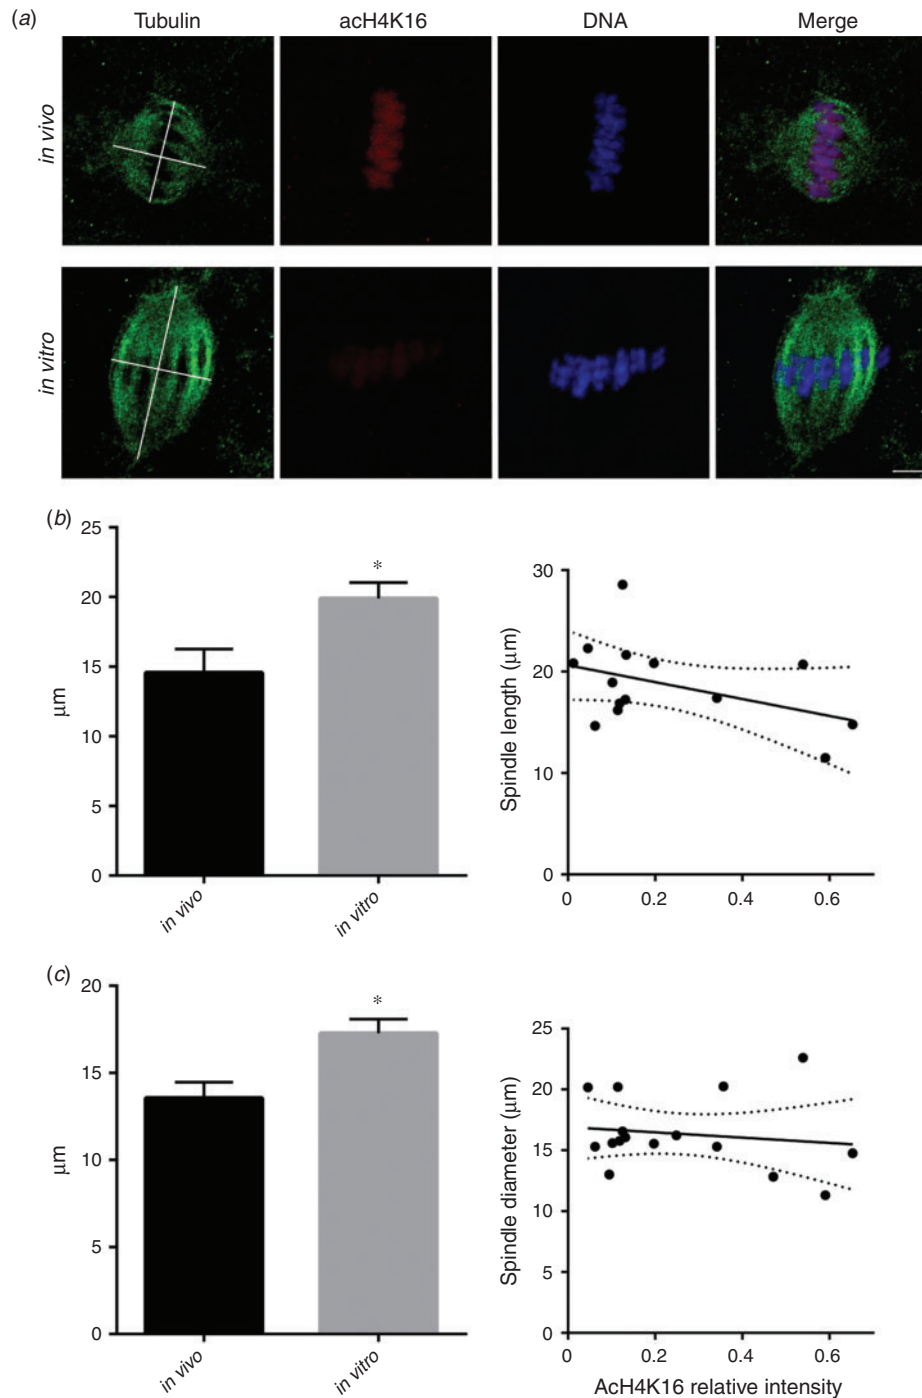 (a)
Tubulin acH4K16 DNA Merge
in vivo
in vitro
(b)
25
20
15
10
5
0
μm
*
in vivo
in vitro
30
20
10
0
Spindle length (μm)
0 0.2 0.4 0.6
(c)
20
15
10
5
0
μm
*
in vivo
in vitro
25
20
15
10
5
0
Spindle diameter (μm)
0 0.2 0.4 0.6
AcH4K16 relative intensity